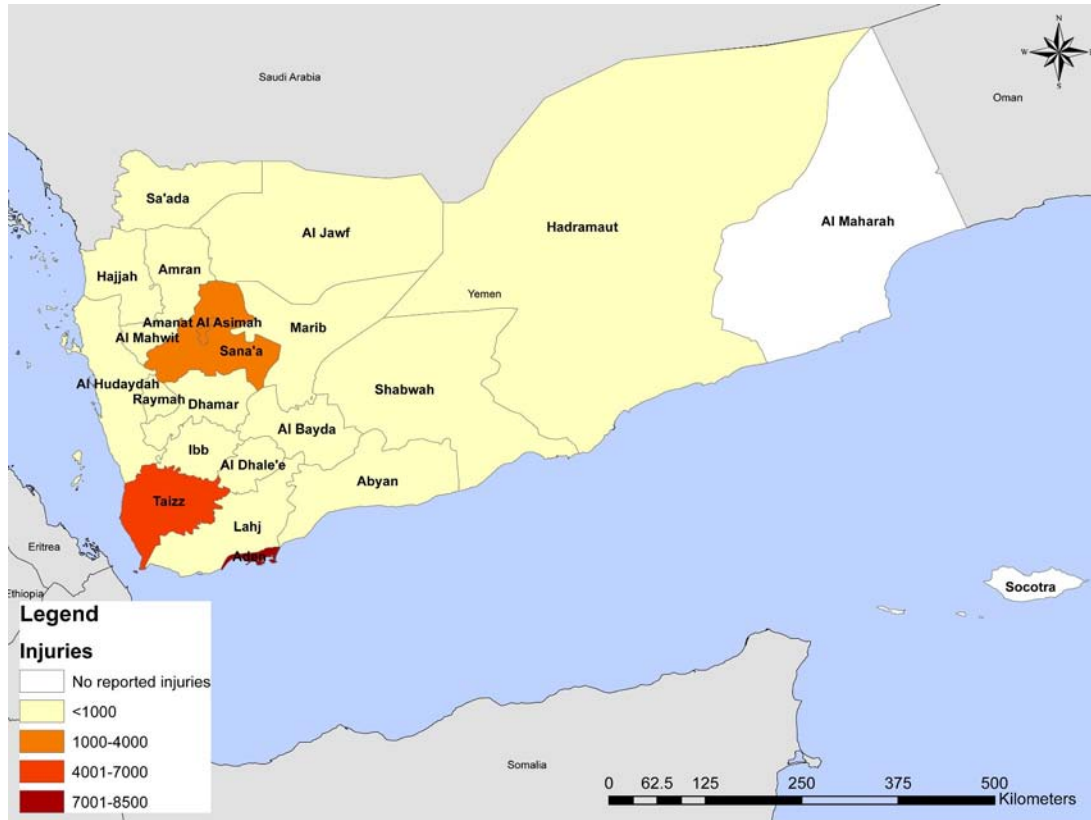 N
W
E
S
Saudi Arabia
Oman
Sa'ada
Al Jawf
Hadramaut
Al Maharah
Hajjah
Amran
Yemen
Amanat Al Asimah
Marib
Al Mahwit
Sana'a
Al Hudaydah
Raymah
Dhamar
Shabwah
Al Bayda
Ibb
Al Dhale'e
Abyan
Taizz
Lahj
Aden
Eritrea
Ethiopia
Socotra
Somalia
Legend
Injuries
No reported injuries
<1000
1000-4000
4001-7000
7001-8500
0 62.5 125 250 375 500
Kilometers